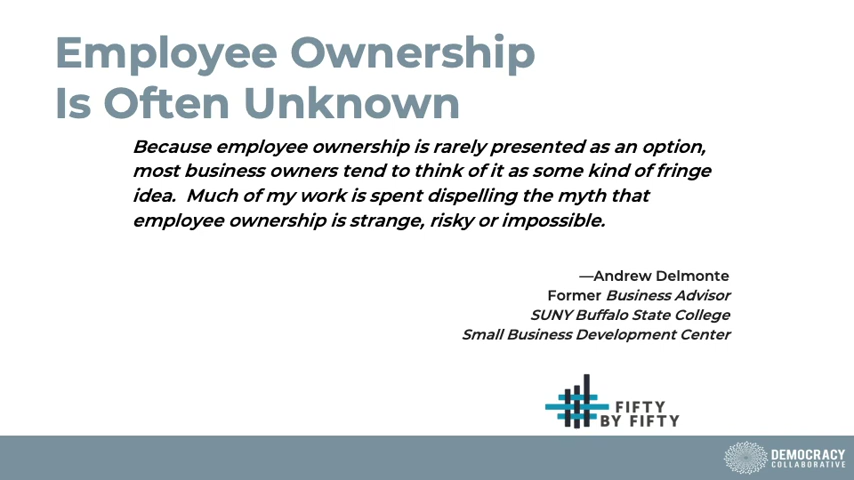 Employee Ownership
Is Often Unknown
Because employee ownership is rarely presented as an option,
most business owners tend to think of it as some kind of fringe
idea.  Much of my work is spent dispelling the myth that
employee ownership is strange, risky or impossible.
—Andrew Delmonte
Former Business Advisor
SUNY Buffalo State College
Small Business Development Center
FIFTY
BY FIFTY
DEMOCRACY
COLLABORATIVE